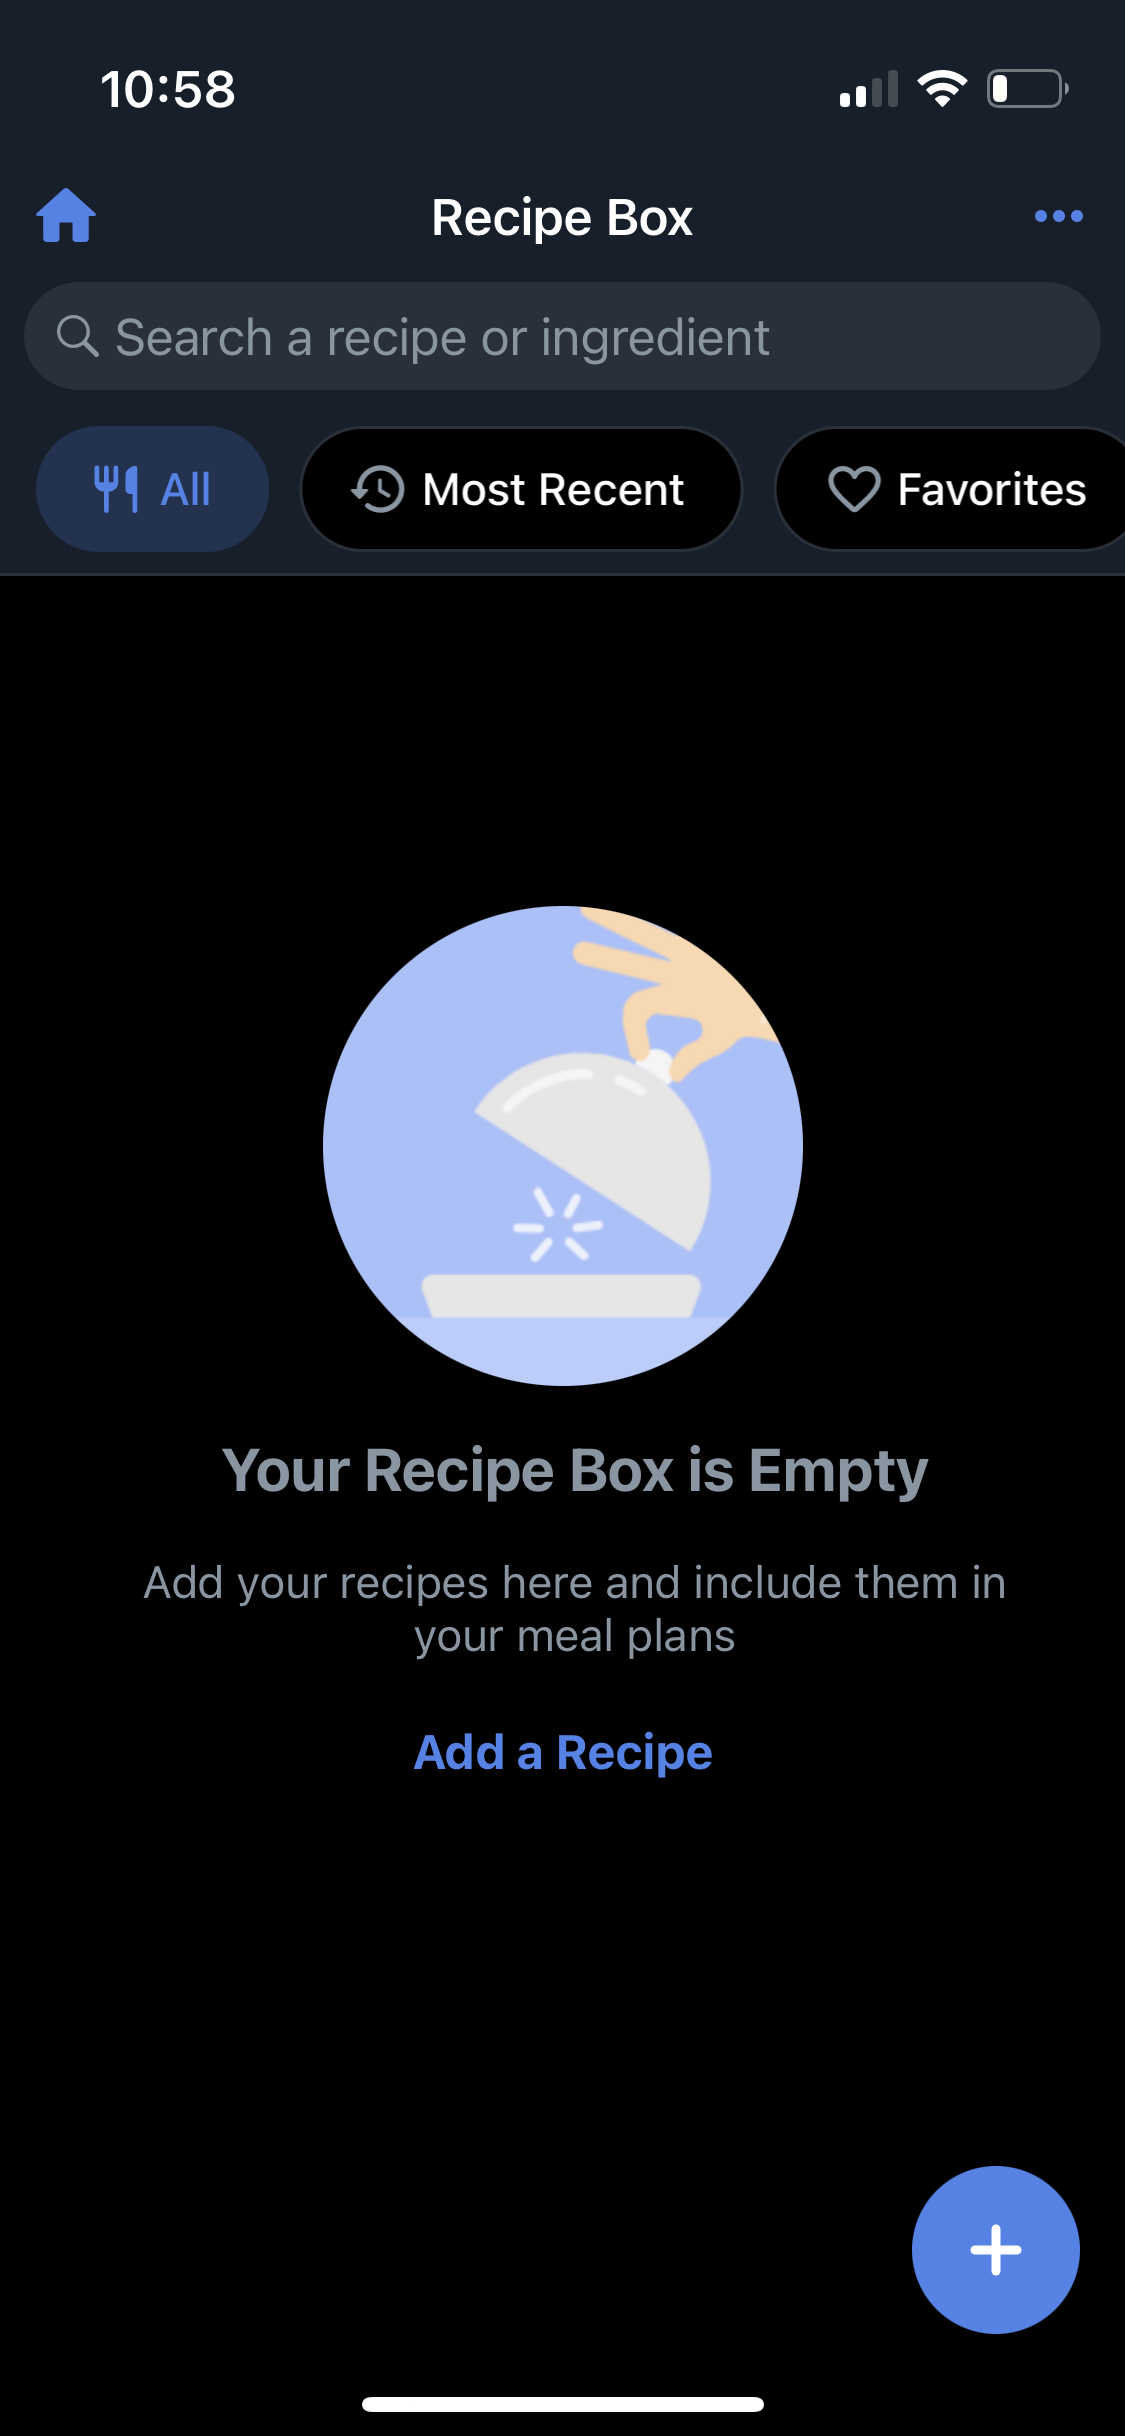 10:58
Recipe Box
Search a recipe or ingredient
All
Most Recent
Favorites
Your Recipe Box is Empty
Add your recipes here and include them in
your meal plans
Add a Recipe